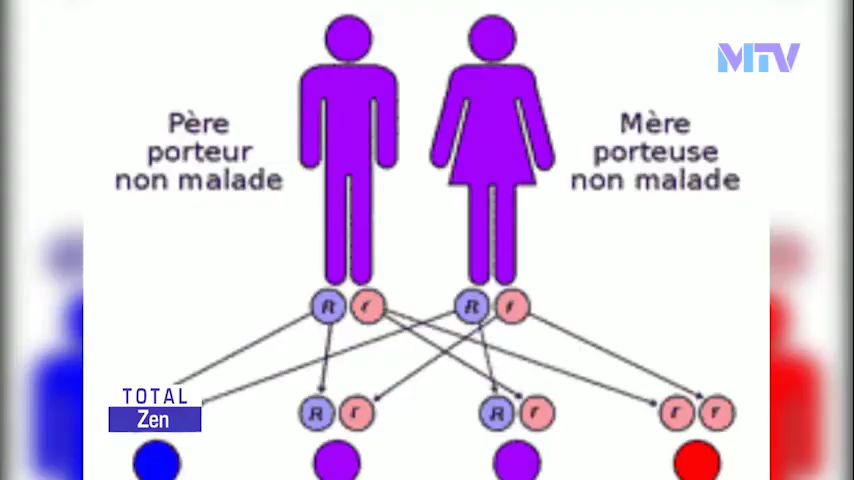 MTV
Père
porteur
non malade
Mère
porteuse
non malade
R r R r
TOTAL
Zen
R r R r r r